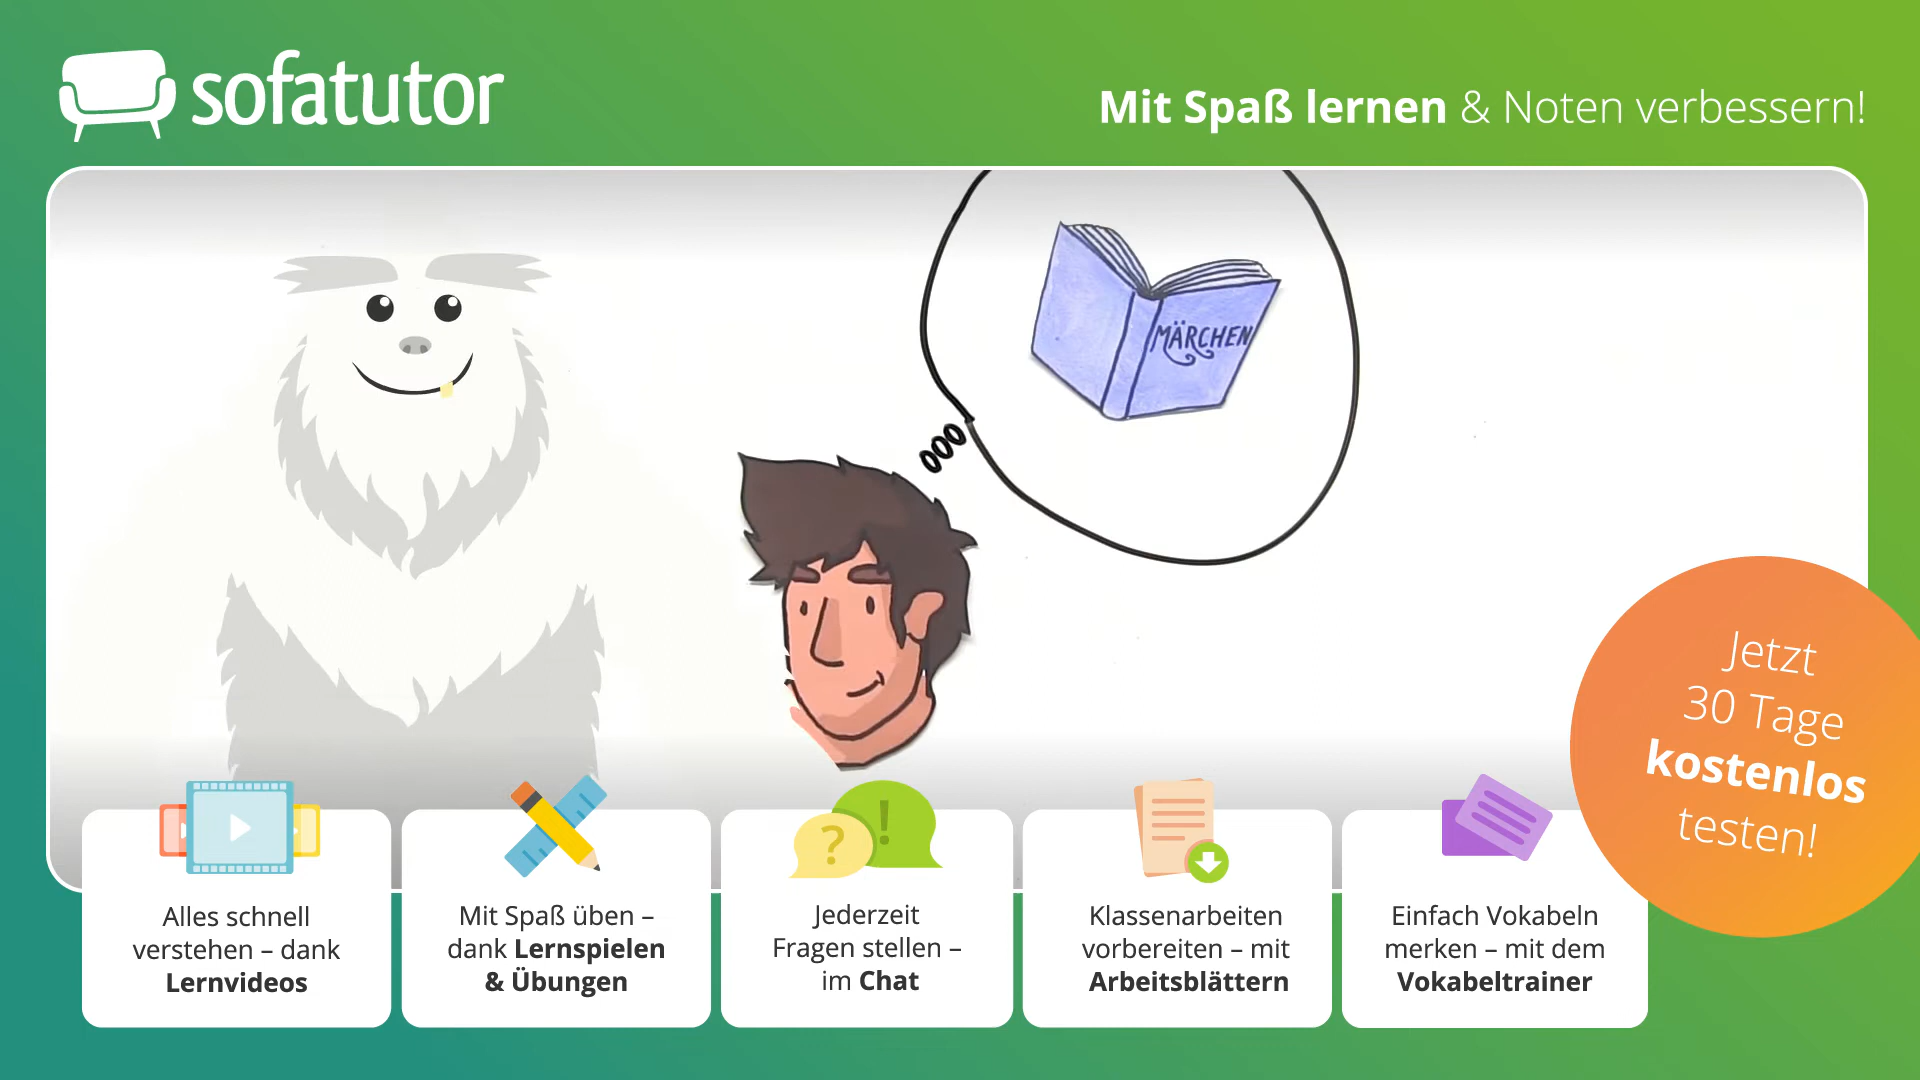 sofatutor
Mit Spaß lernen & Noten verbessern!
MÄRCHEN
Jetzt
30 Tage
kostenlos
testen!
Alles schnell
verstehen – dank
Lernvideos
Mit Spaß üben –
dank Lernspielen
& Übungen
? !
Jederzeit
Fragen stellen –
im Chat
Klassenarbeiten
vorbereiten – mit
Arbeitsblättern
Einfach Vokabeln
merken – mit dem
Vokabeltrainer